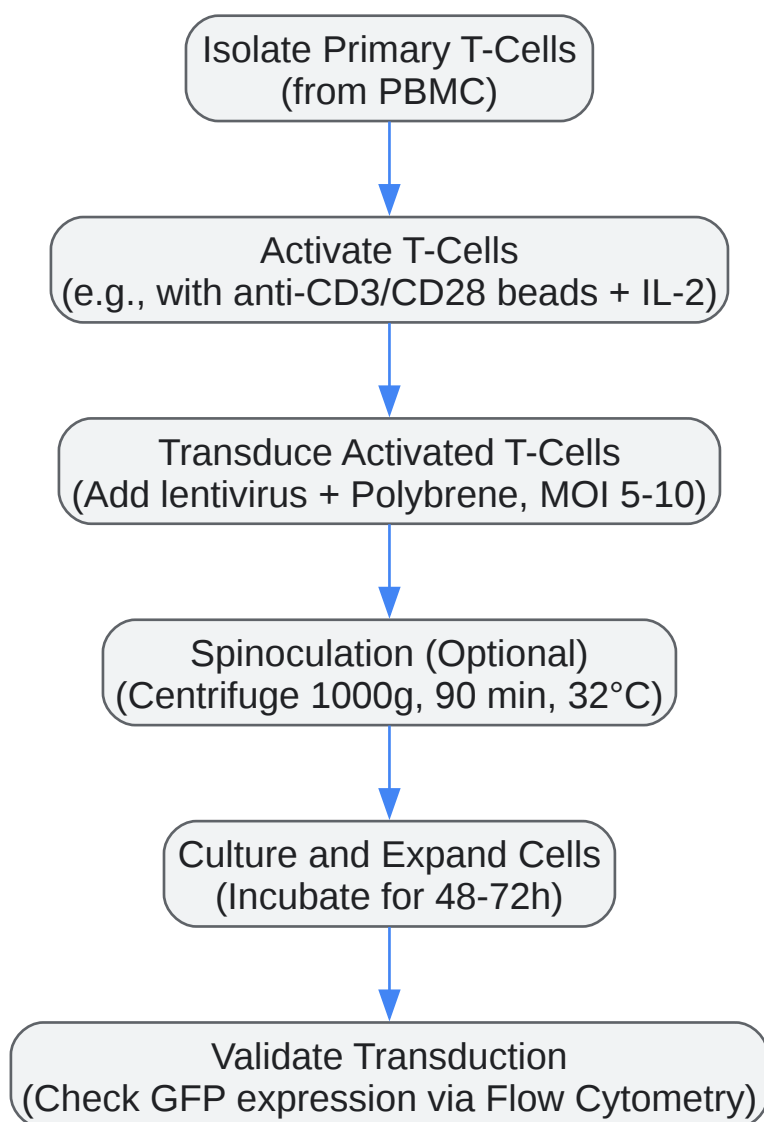 Isolate Primary T-Cells
(from PBMC)
Activate T-Cells
(e.g., with anti-CD3/CD28 beads + IL-2)
Transduce Activated T-Cells
(Add lentivirus + Polybrene, MOI 5-10)
Spinoculation (Optional)
(Centrifuge 1000g, 90 min, 32°C)
Culture and Expand Cells
(Incubate for 48-72h)
Validate Transduction
(Check GFP expression via Flow Cytometry)